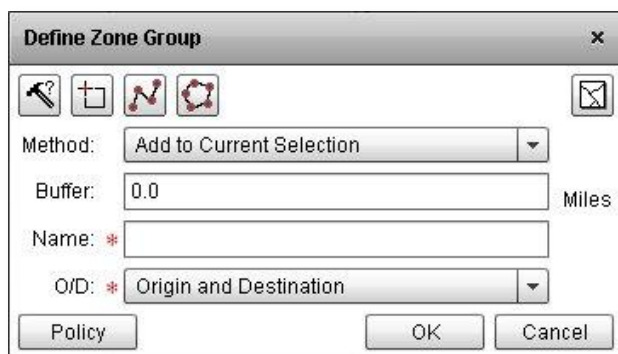 Define Zone Group x
Method: Add to Current Selection
Buffer: 0.0 Miles
Name: *
O/D: * Origin and Destination
Policy OK Cancel